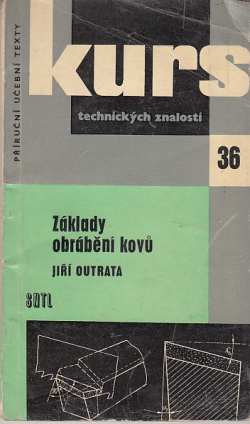 PŘÍRUČNÍ UČEBNÍ TEXTY
kurs
technických znalostí
36
Základy
obrábění kovů
JIŘÍ OUTRATA
SNTL